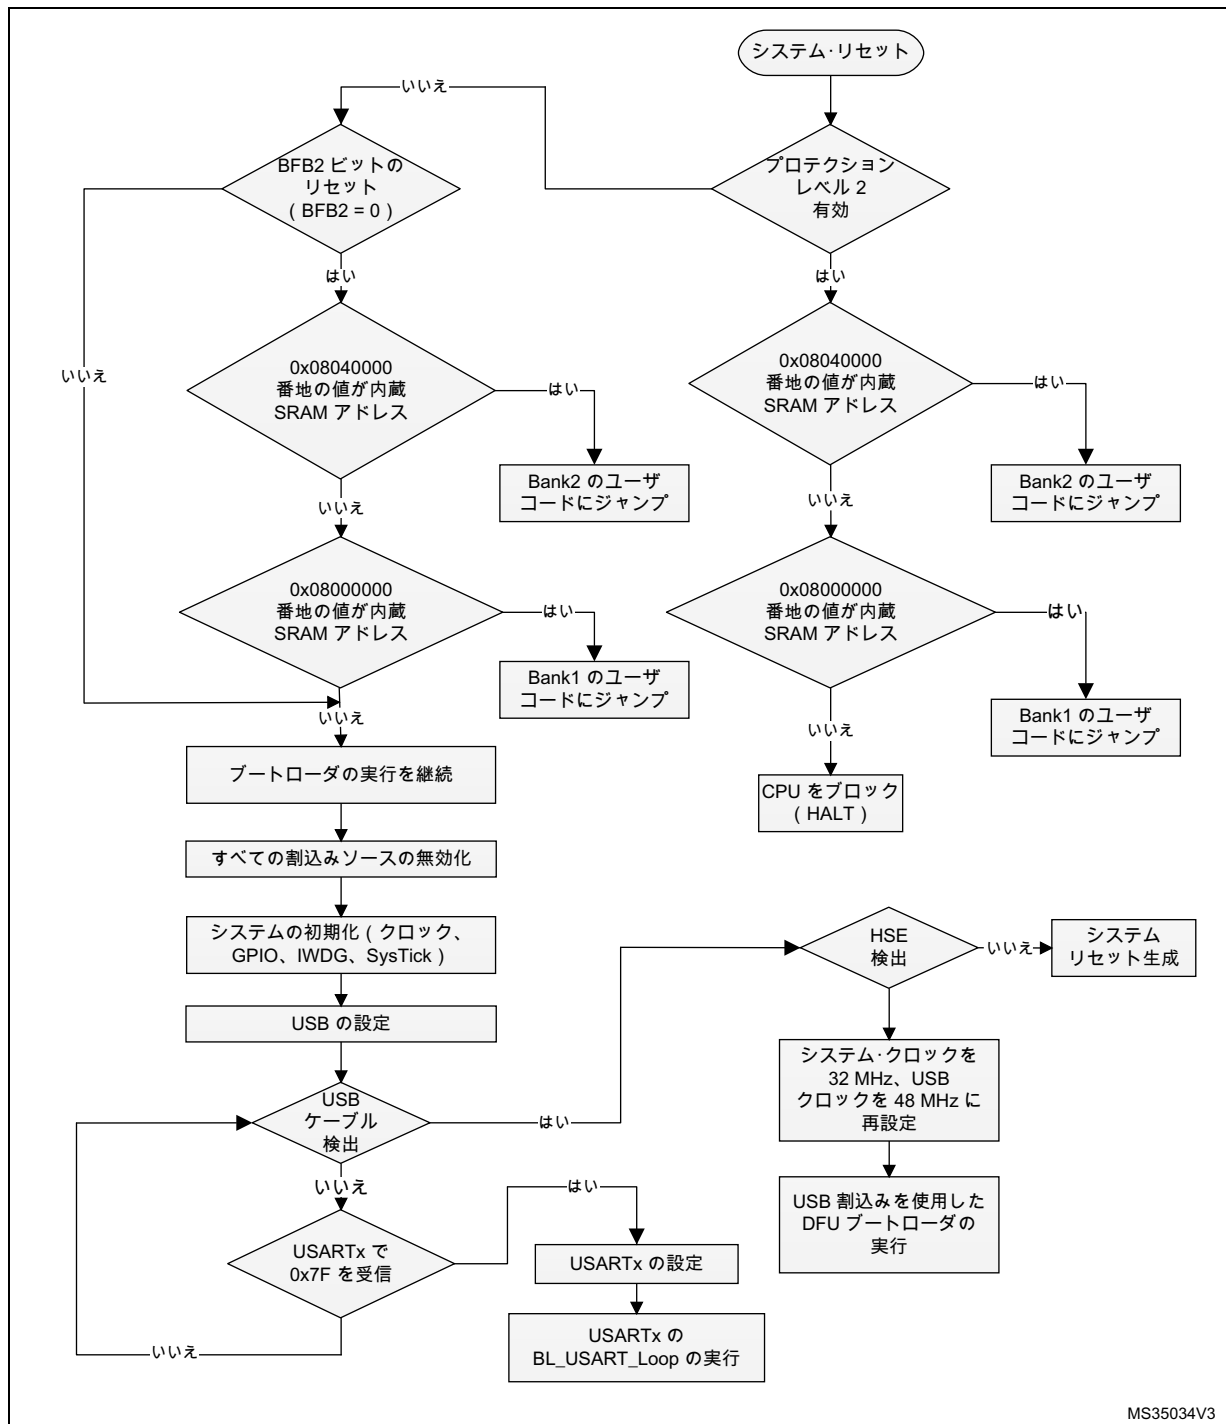 システム·リセット
いいえ
BFB2 ビットの
リセット
( BFB2 = 0 )
プロテクション
レベル 2
有効
はい
はい
いいえ
0x08040000
番地の値が内蔵
SRAM アドレス
はい
0x08040000
番地の値が内蔵
SRAM アドレス
はい
Bank2 のユーザ
コードにジャンプ
Bank2 のユーザ
コードにジャンプ
いいえ
いいえ
0x08000000
番地の値が内蔵
SRAM アドレス
はい
0x08000000
番地の値が内蔵
SRAM アドレス
はい
Bank1 のユーザ
コードにジャンプ
Bank1 のユーザ
コードにジャンプ
いいえ
いいえ
ブートローダの実行を継続
CPU をブロック
( HALT )
すべての割込みソースの無効化
システムの初期化 ( クロック、
GPIO、IWDG、SysTick )
HSE
検出
いいえ
システム
リセット生成
USB の設定
システム·クロックを
32 MHz、USB
クロックを 48 MHz に
再設定
USB
ケーブル
検出
はい
いいえ
はい
USB 割込みを使用した
DFU ブートローダの
実行
USARTx で
0x7F を受信
USARTx の設定
いいえ
USARTx の
BL_USART_Loop の実行
MS35034V3